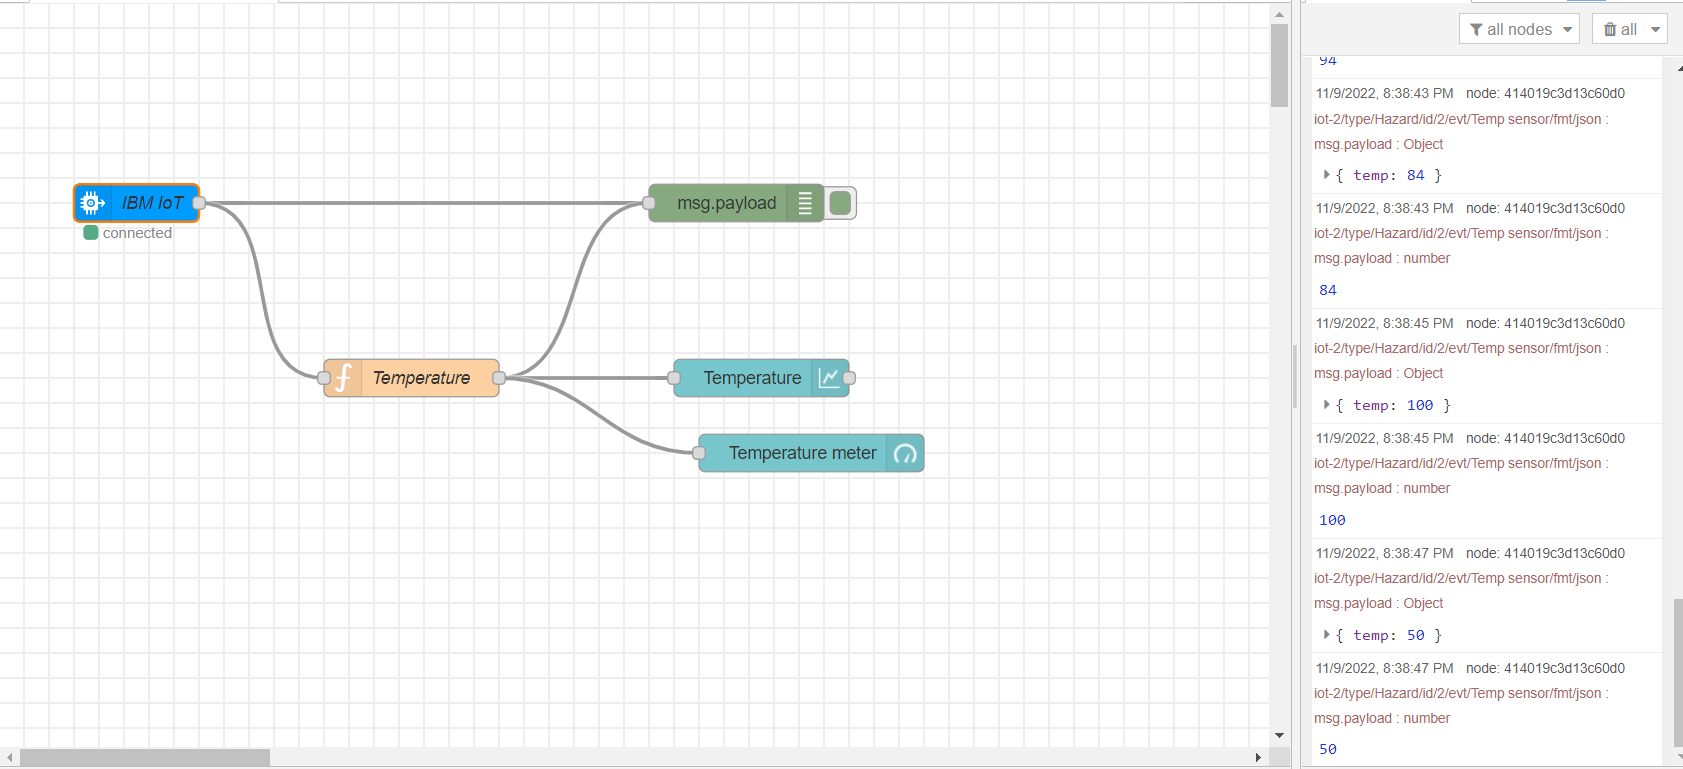 IBM IoT
connected
msg.payload
Temperature
Temperature
Temperature meter
all nodes
all
94
11/9/2022, 8:38:43 PM node: 414019c3d13c60d0
iot-2/type/Hazard/id/2/evt/Temp sensor/fmt/json :
msg.payload : Object
{ temp: 84 }
11/9/2022, 8:38:43 PM node: 414019c3d13c60d0
iot-2/type/Hazard/id/2/evt/Temp sensor/fmt/json :
msg.payload : number
84
11/9/2022, 8:38:45 PM node: 414019c3d13c60d0
iot-2/type/Hazard/id/2/evt/Temp sensor/fmt/json :
msg.payload : Object
{ temp: 100 }
11/9/2022, 8:38:45 PM node: 414019c3d13c60d0
iot-2/type/Hazard/id/2/evt/Temp sensor/fmt/json :
msg.payload : number
100
11/9/2022, 8:38:47 PM node: 414019c3d13c60d0
iot-2/type/Hazard/id/2/evt/Temp sensor/fmt/json :
msg.payload : Object
{ temp: 50 }
11/9/2022, 8:38:47 PM node: 414019c3d13c60d0
iot-2/type/Hazard/id/2/evt/Temp sensor/fmt/json :
msg.payload : number
50